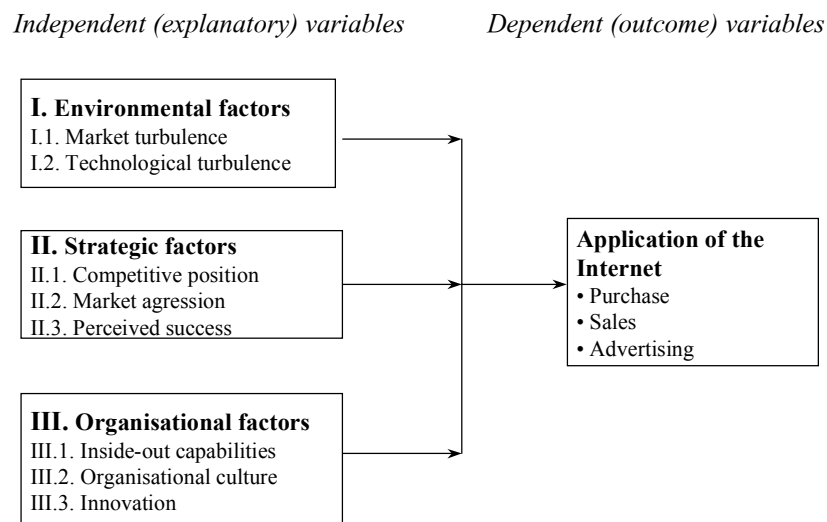 Independent (explanatory) variables
Dependent (outcome) variables
I. Environmental factors
I.1. Market turbulence
I.2. Technological turbulence
II. Strategic factors
II.1. Competitive position
II.2. Market agression
II.3. Perceived success
III. Organisational factors
III.1. Inside-out capabilities
III.2. Organisational culture
III.3. Innovation
Application of the
Internet
• Purchase
• Sales
• Advertising